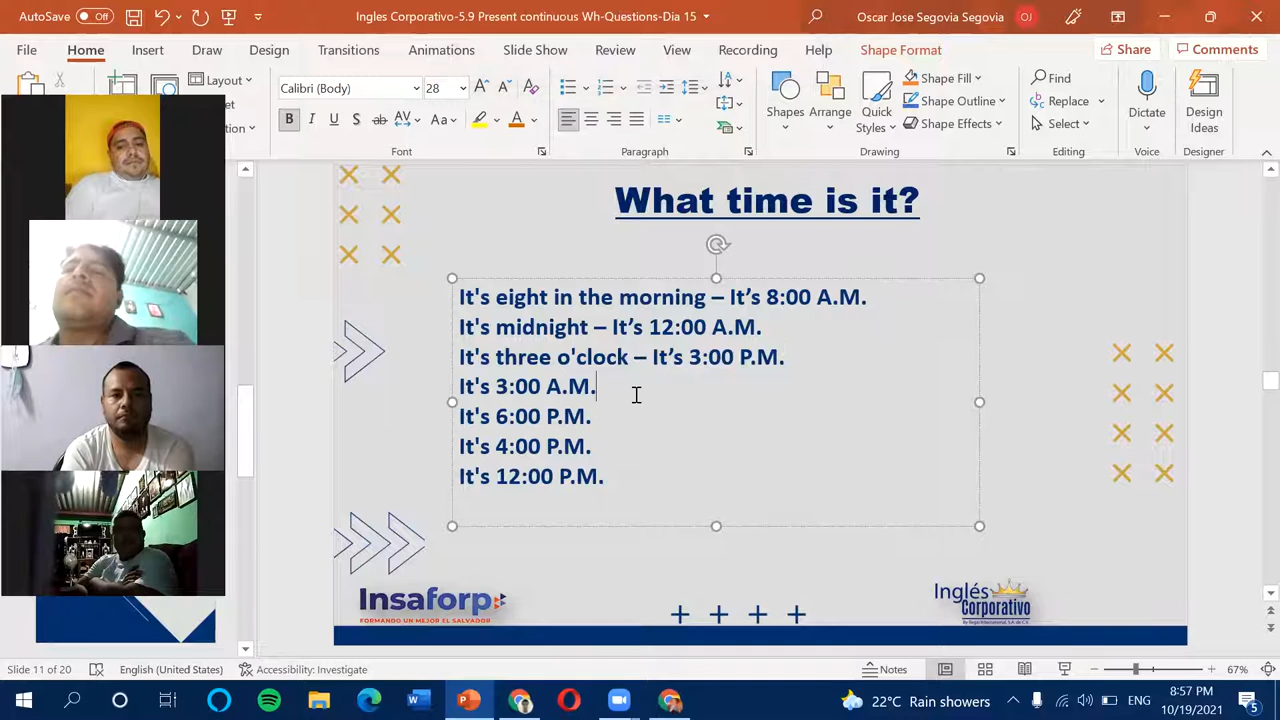 AutoSave Off
Ingles Corporativo-5.9 Present continuous Wh-Questions-Dia 15
Oscar Jose Segovia Segovia
OJ
File Home Insert Draw Design Transitions Animations Slide Show Review View Recording Help Shape Format
Share
Comments
Layout
Calibri (Body)
28
Shapes
Arrange
Quick
Styles
Shape Fill
Shape Outline
Shape Effects
Find
Replace
Select
Dictate
Design
Ideas
Font
Paragraph
Drawing
Editing
Voice
Designer
What time is it?
It's eight in the morning – It's 8:00 A.M.
It's midnight – It's 12:00 A.M.
It's three o'clock – It's 3:00 P.M.
It's 3:00 A.M.
It's 6:00 P.M.
It's 4:00 P.M.
It's 12:00 P.M.
Insaforp
FORMANDO UN MEJOR EL SALVADOR
Inglés
Corporativo
Slide 11 of 20
English (United States)
Accessibility: Investigate
Notes
67%
22°C Rain showers
ENG
8:57 PM
10/19/2021
5